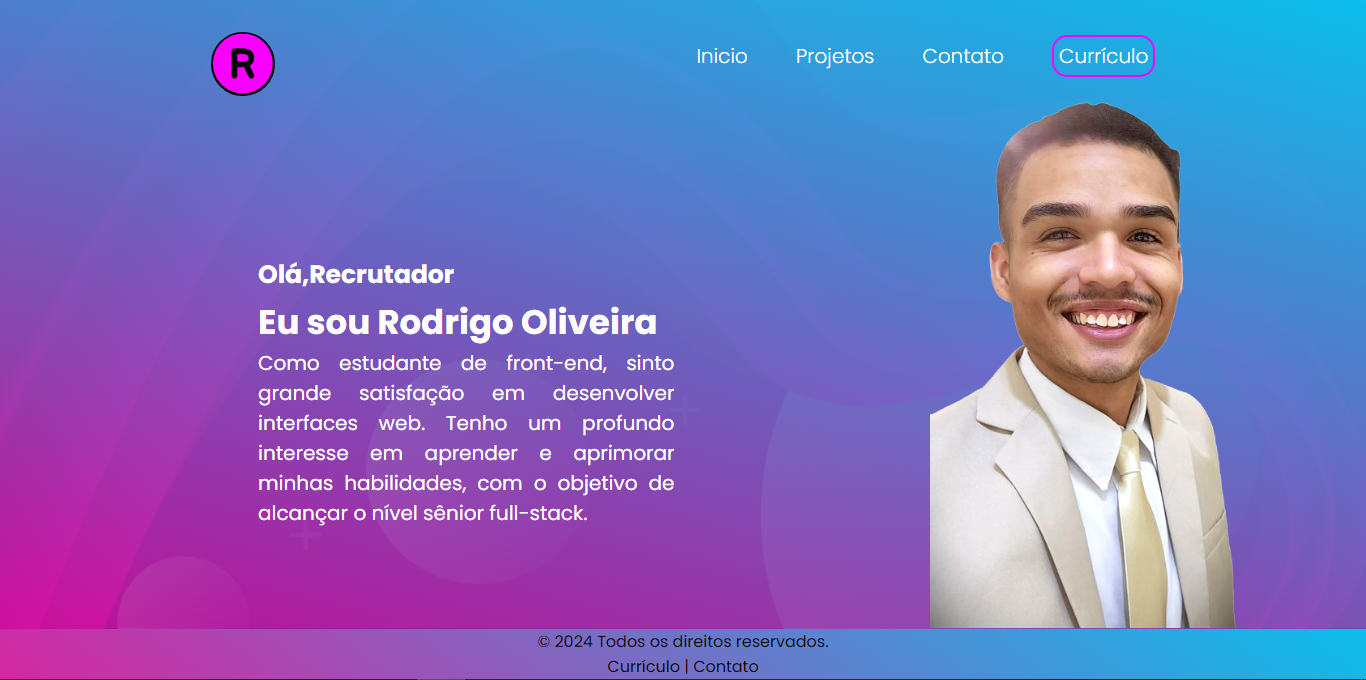 R
Inicio Projetos Contato Currículo
Olá,Recrutador
Eu sou Rodrigo Oliveira
Como estudante de front-end, sinto
grande satisfação em desenvolver
interfaces web. Tenho um profundo
interesse em aprender e aprimorar
minhas habilidades, com o objetivo de
alcançar o nível sênior full-stack.
© 2024 Todos os direitos reservados.
Currículo | Contato